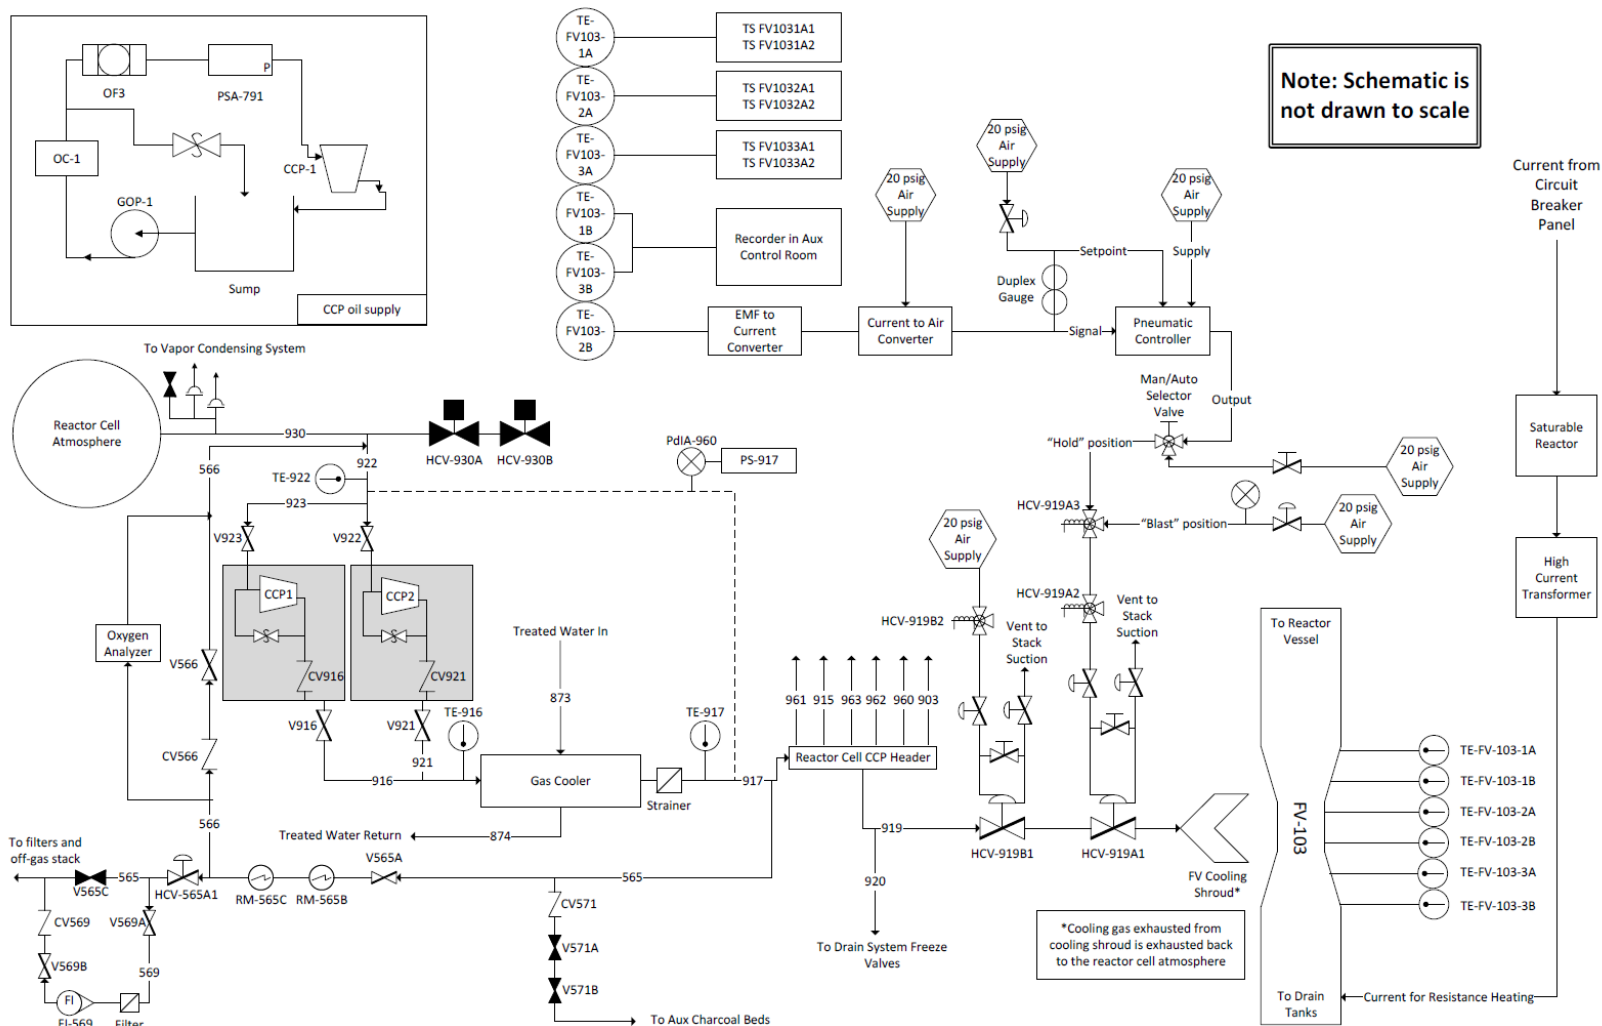 OF3
PSA-791
P
OC-1
CCP-1
GOP-1
Sump
CCP oil supply
TE-
FV103-
1A
TS FV1031A1
TS FV1031A2
TE-
FV103-
2A
TS FV1032A1
TS FV1032A2
TE-
FV103-
3A
TS FV1033A1
TS FV1033A2
TE-
FV103-
1B
TE-
FV103-
3B
Recorder in Aux
Control Room
TE-
FV103-
2B
EMF to
Current
Converter
Current to Air
Converter
20 psig
Air
Supply
20 psig
Air
Supply
20 psig
Air
Supply
Setpoint
Supply
Duplex
Gauge
Signal
Pneumatic
Controller
Note: Schematic is
not drawn to scale
Current from
Circuit
Breaker
Panel
Saturable
Reactor
High
Current
Transformer
Man/Auto
Selector
Valve
Output
"Hold" position
20 psig
Air
Supply
HCV-919A3
"Blast" position
20 psig
Air
Supply
To Vapor Condensing System
Reactor Cell
Atmosphere
930
HCV-930A
HCV-930B
566
922
TE-922
923
PdIA-960
PS-917
V923
V922
CCP1
CCP2
Oxygen
Analyzer
V566
CV916
CV921
CV566
V916
V921
TE-916
916
921
566
Treated Water In
873
Gas Cooler
Strainer
TE-917
917
Treated Water Return
874
20 psig
Air
Supply
HCV-919B2
HCV-919A2
Vent to
Stack
Suction
Vent to
Stack
Suction
961
915
963
962
960
903
Reactor Cell CCP Header
919
HCV-919B1
HCV-919A1
920
To Drain System Freeze
Valves
FV Cooling
Shroud*
*Cooling gas exhausted from
cooling shroud is exhausted back
to the reactor cell atmosphere
To Reactor
Vessel
FV-103
To Drain
Tanks
TE-FV-103-1A
TE-FV-103-1B
TE-FV-103-2A
TE-FV-103-2B
TE-FV-103-3A
TE-FV-103-3B
Current for Resistance Heating
To filters and
off-gas stack
V565C
565
HCV-565A1
RM-565C
RM-565B
V565A
565
CV569
V569A
V569B
569
FI
FI-569
Filter
CV571
V571A
V571B
To Aux Charcoal Beds